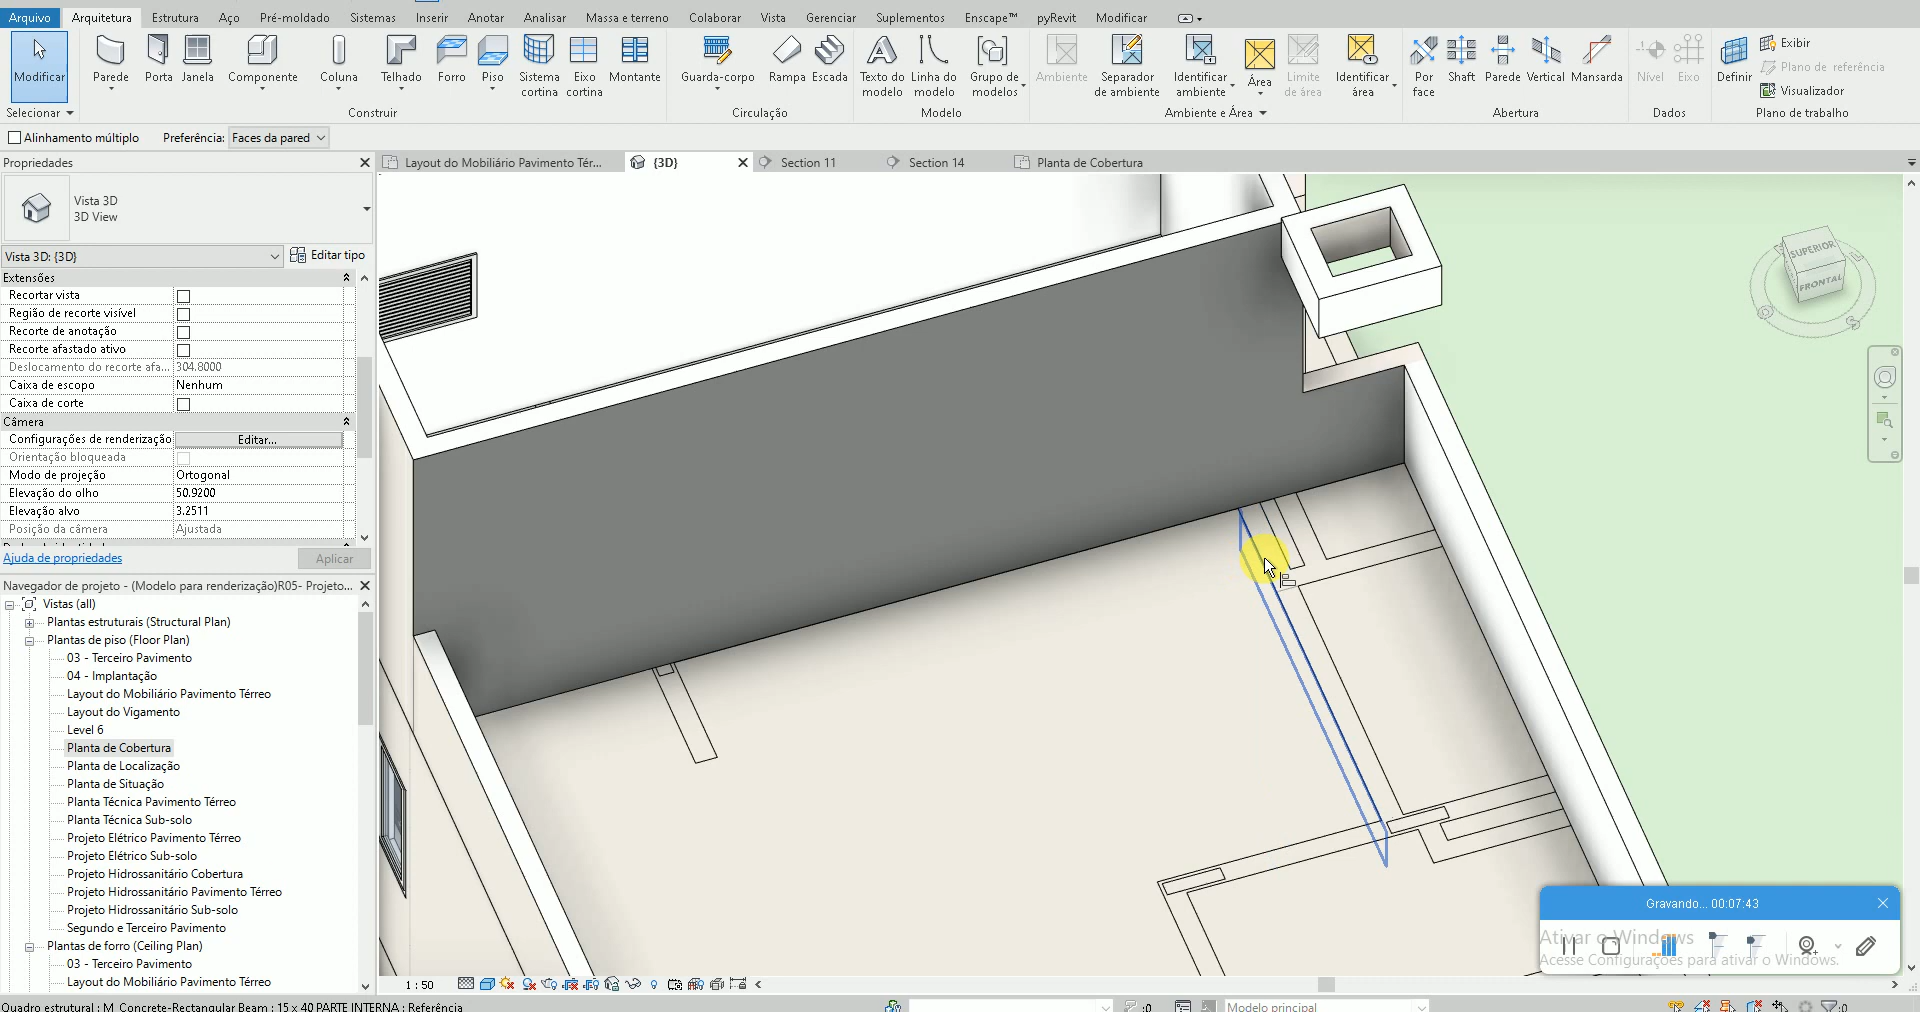 Arquivo Arquitetura Estrutura Aço Pré-moldado Sistemas Inserir Anotar Analisar Massa e terreno Colaborar Vista Gerenciar Suplementos Enscape™ pyRevit Modificar
Modificar Parede Porta Janela Componente Coluna Telhado Forro Piso Sistema cortina Eixo cortina Montante Guarda-corpo Rampa Escada Texto do modelo Linha do modelo Grupo de modelos Ambiente Separador de ambiente Identificar ambiente Área Limite de área Identificar área Por face Shaft Parede Vertical Mansarda Nível Eixo Definir Exibir
Plano de referência
Visualizador
Selecionar Construir Circulação Modelo Ambiente e Área Abertura Dados Plano de trabalho
Alinhamento múltiplo Preferência: Faces da pared
Propriedades
Layout do Mobiliário Pavimento Tér... {3D} Section 11 Section 14 Planta de Cobertura
Vista 3D
3D View
Vista 3D: {3D} Editar tipo
Extensões
Recortar vista
Região de recorte visível
Recorte de anotação
Recorte afastado ativo
Deslocamento do recorte afa... 304.8000
Caixa de escopo Nenhum
Caixa de corte
Câmera
Configurações de renderização Editar...
Orientação bloqueada
Modo de projeção Ortogonal
Elevação do olho 50.9200
Elevação alvo 3.2511
Posição da câmera Ajustada
Ajuda de propriedades Aplicar
Navegador de projeto - (Modelo para renderização)R05- Projeto...
Vistas (all)
Plantas estruturais (Structural Plan)
Plantas de piso (Floor Plan)
03 - Terceiro Pavimento
04 - Implantação
Layout do Mobiliário Pavimento Térreo
Layout do Vigamento
Level 6
Planta de Cobertura
Planta de Localização
Planta de Situação
Planta Técnica Pavimento Térreo
Planta Técnica Sub-solo
Projeto Elétrico Pavimento Térreo
Projeto Elétrico Sub-solo
Projeto Hidrossanitário Cobertura
Projeto Hidrossanitário Pavimento Térreo
Projeto Hidrossanitário Sub-solo
Segundo e Terceiro Pavimento
Plantas de forro (Ceiling Plan)
03 - Terceiro Pavimento
Layout do Mobiliário Pavimento Térreo
SUPERIOR
FRONTAL
Gravando... 00:07:43
Ativar o Windows
Acesse Configurações para ativar o Windows.
1 : 50
Quadro estrutural : M_Concrete-Rectangular Beam : 15 x 40 PARTE INTERNA : Referência :0 Modelo principal :0